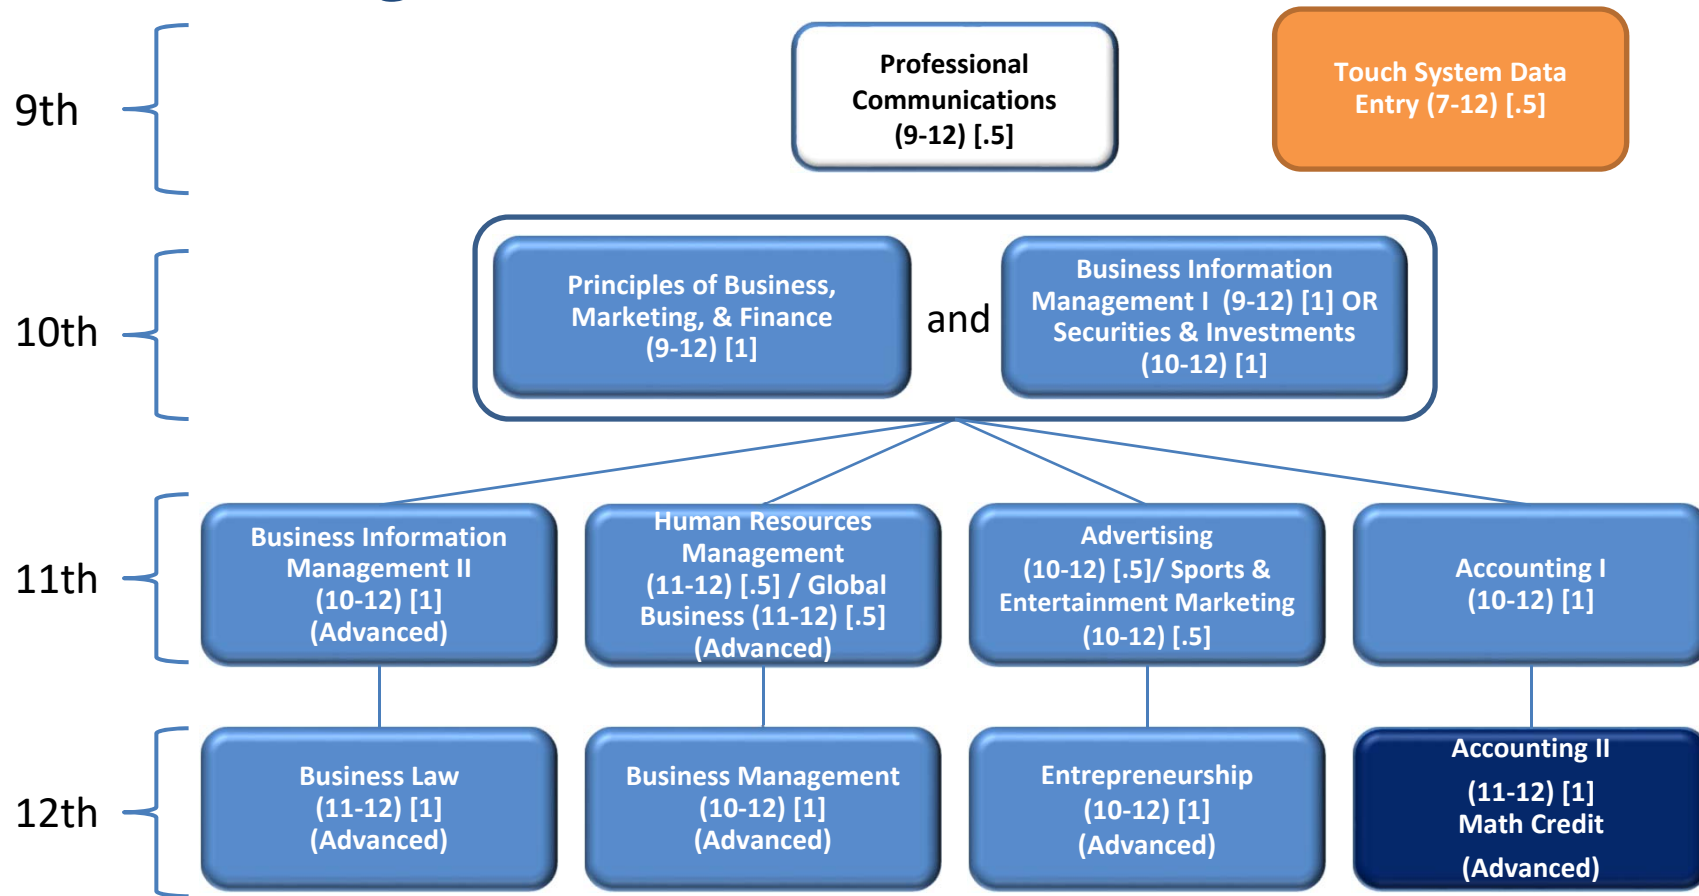 9th
Professional
Communications
(9-12) [.5]
Touch System Data
Entry (7-12) [.5]
10th
Principles of Business,
Marketing, & Finance
(9-12) [1]
and
Business Information
Management I  (9-12) [1] OR
Securities & Investments
(10-12) [1]
11th
Business Information
Management II
(10-12) [1]
(Advanced)
Human Resources
Management
(11-12) [.5] / Global
Business (11-12) [.5]
(Advanced)
Advertising
(10-12) [.5]/ Sports &
Entertainment Marketing
(10-12) [.5]
Accounting I
(10-12) [1]
12th
Business Law
(11-12) [1]
(Advanced)
Business Management
(10-12) [1]
(Advanced)
Entrepreneurship
(10-12) [1]
(Advanced)
Accounting II
(11-12) [1]
Math Credit
(Advanced)